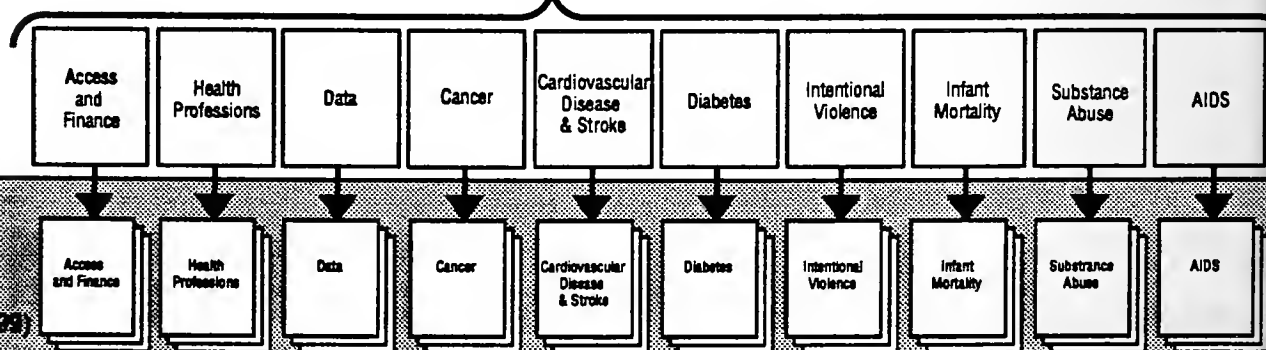 Access
and
Finance
Health
Professions
Data
Cancer
Cardiovascular
Disease
& Stroke
Diabetes
Intentional
Violence
Infant
Mortality
Substance
Abuse
AIDS
Access
and Finance
Health
Professions
Data
Cancer
Cardiovascular
Disease
& Stroke
Diabetes
Intentional
Violence
Infant
Mortality
Substrance
Abuse
AIDS